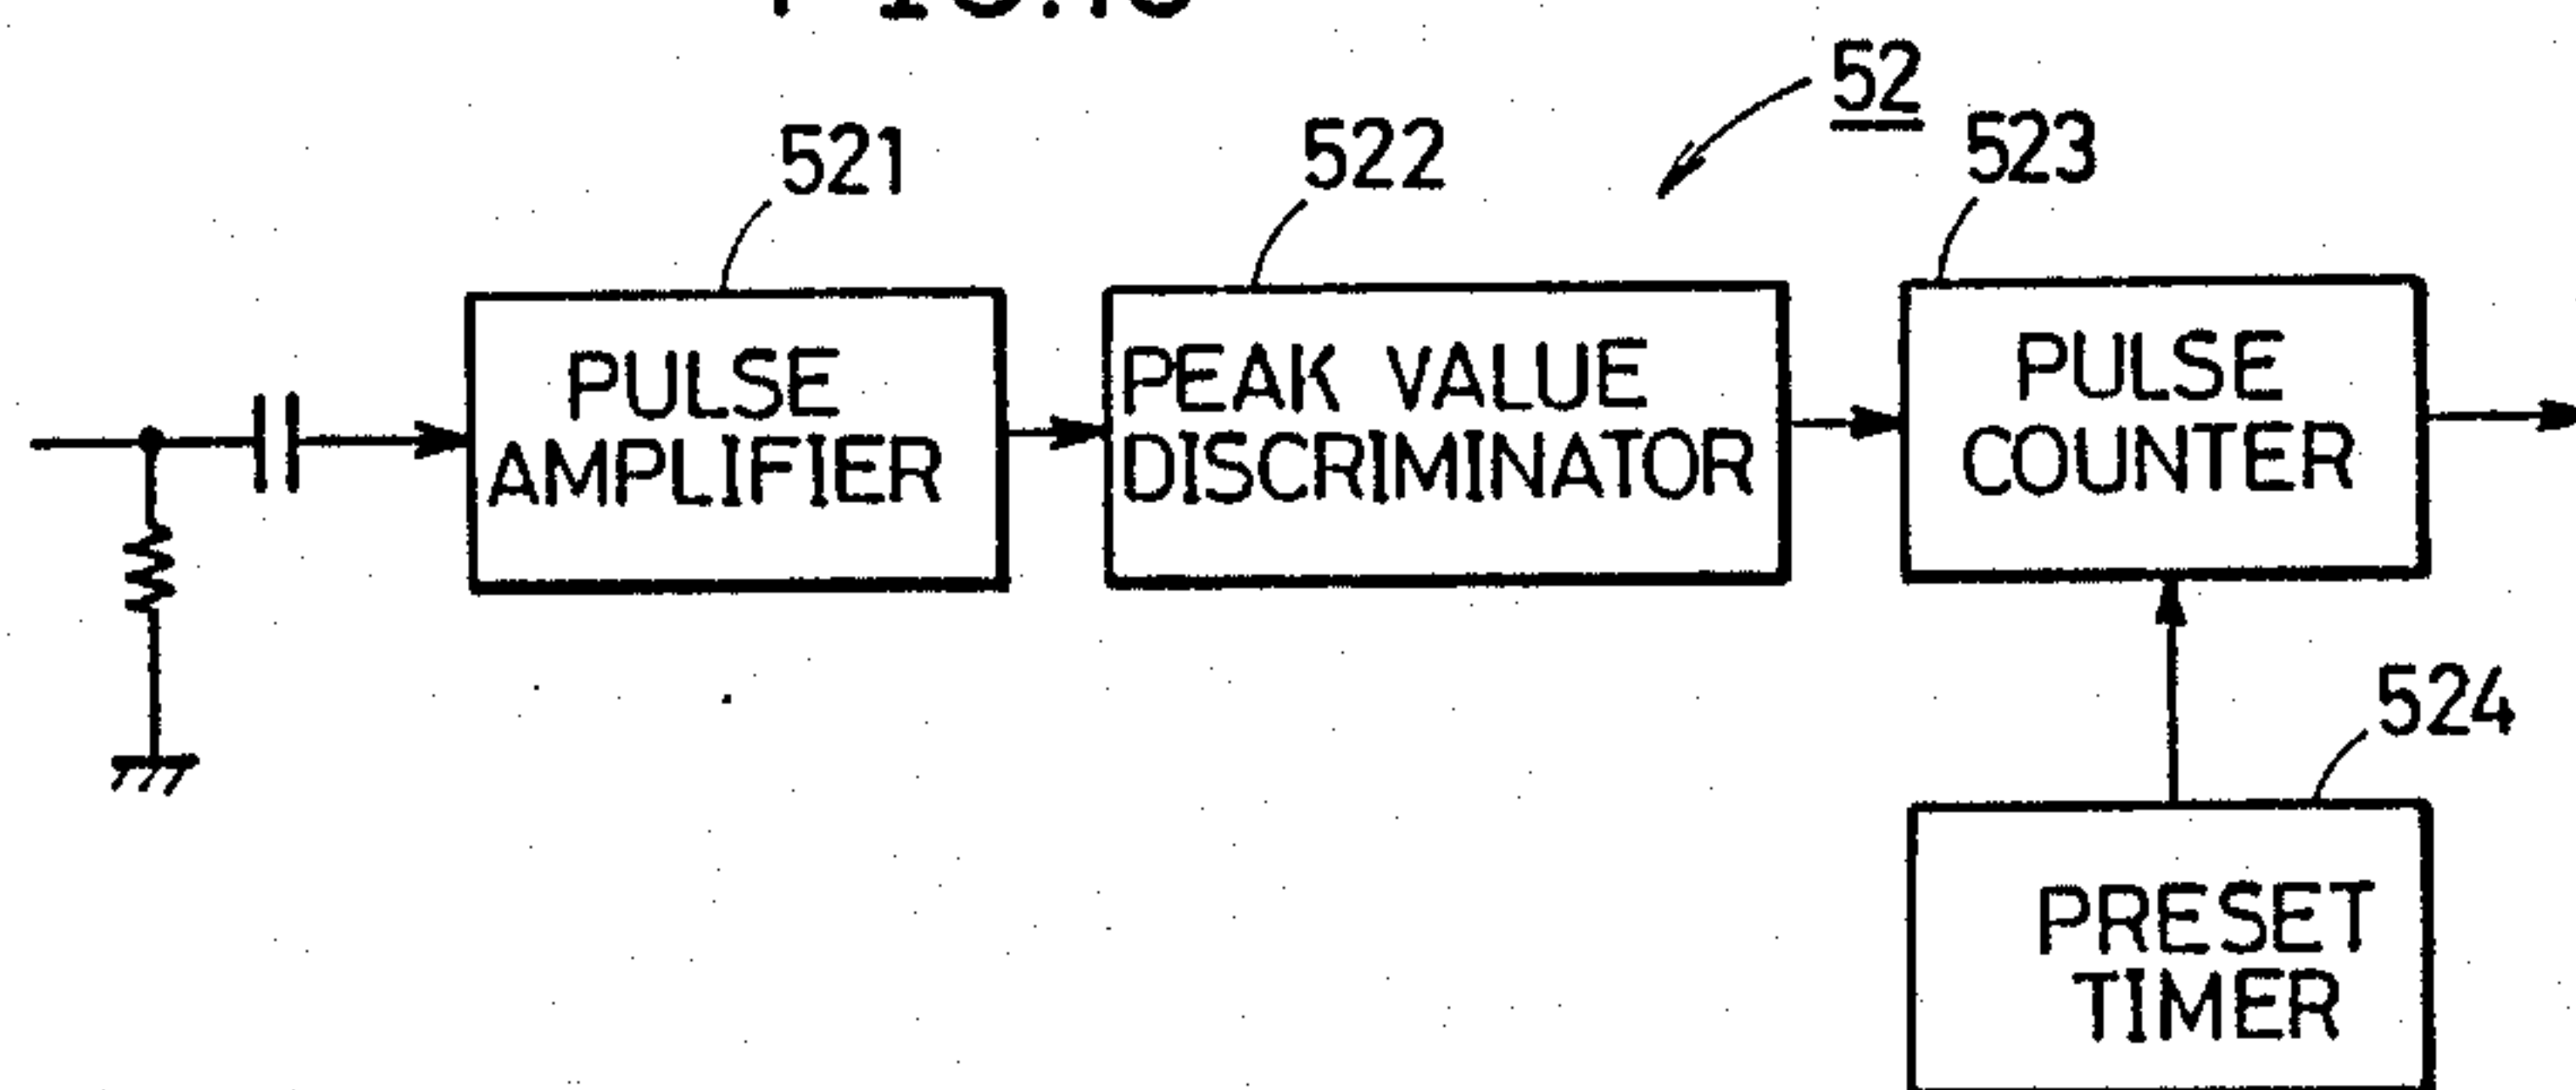 52
521
522
523
PULSE
AMPLIFIER
PEAK VALUE
DISCRIMINATOR
PULSE
COUNTER
524
PRESET
TIMER